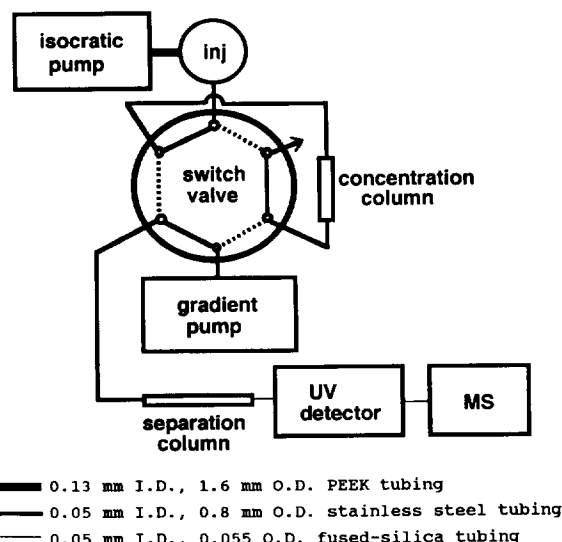 isocratic
pump
inj
switch
valve
concentration
column
gradient
pump
UV
detector
MS
separation
column
0.13 mm I.D., 1.6 mm O.D. PEEK tubing
0.05 mm I.D., 0.8 mm O.D. stainless steel tubing
0.05 mm I.D., 0.055 O.D. fused-silica tubing